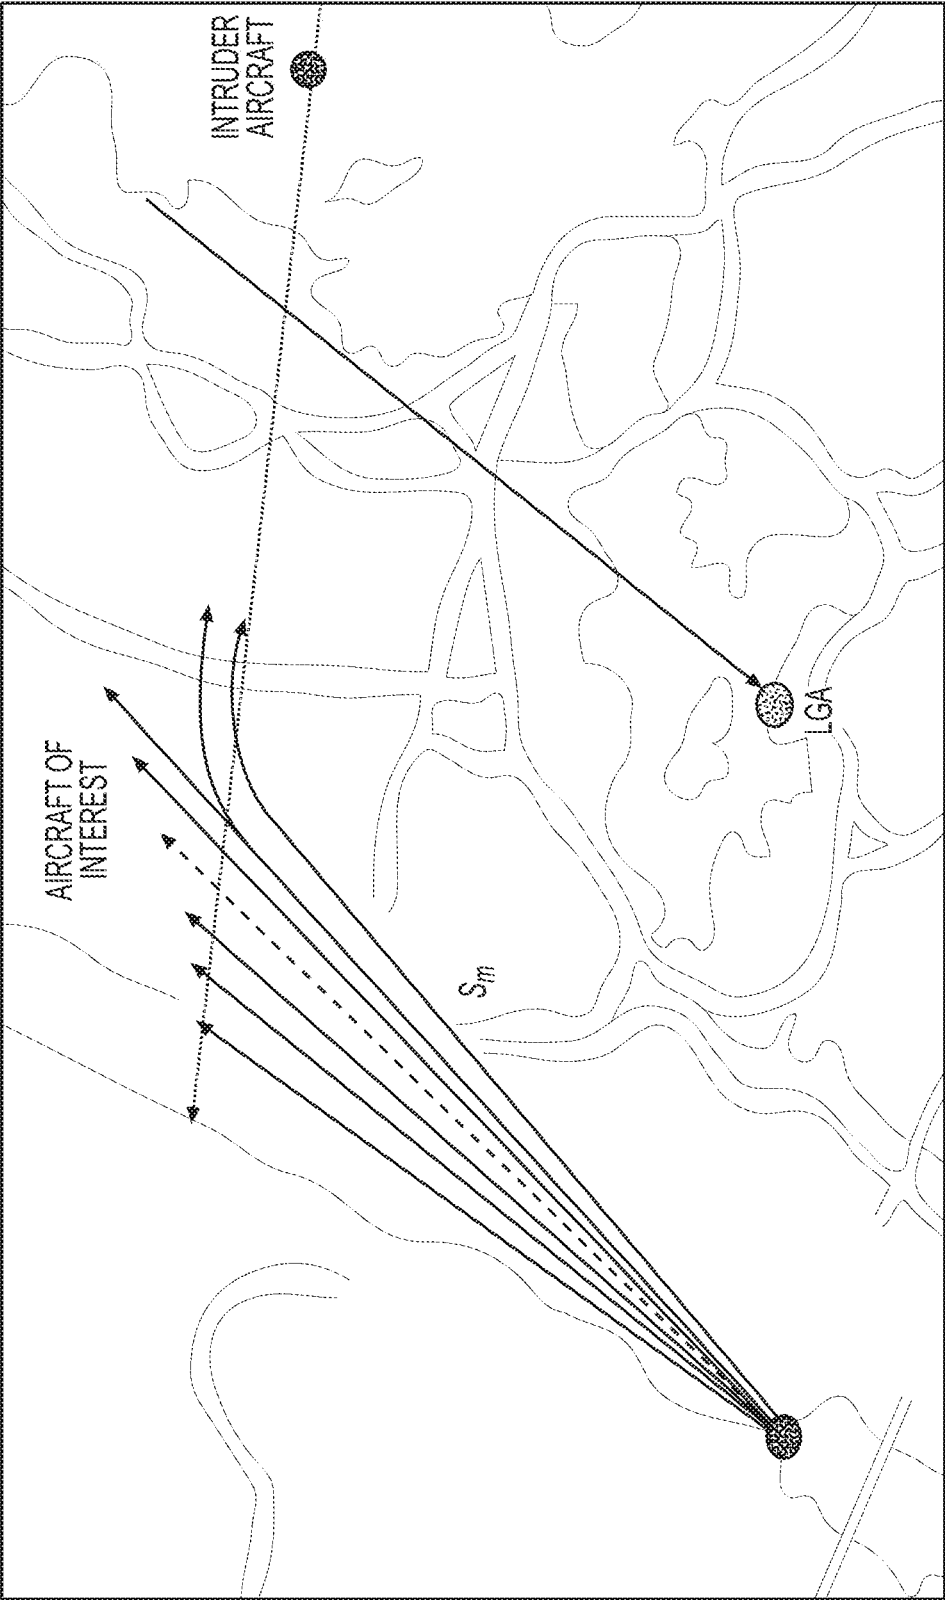 INTRUDER
AIRCRAFT
AIRCRAFT OF
INTEREST
Sm
LGA